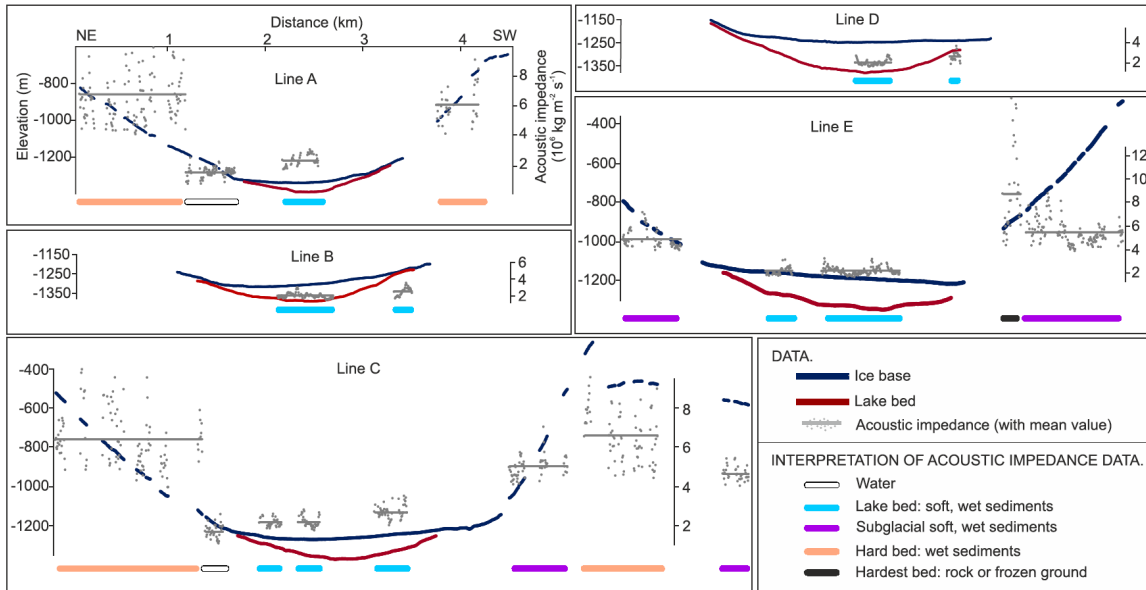 Distance (km)
NE
1
2
3
4
SW
Line A
Elevation (m)
-800
-1000
-1200
8
6
4
2
Acoustic impedance
(10⁶ kg m⁻² s⁻¹)
Line B
-1150
-1250
-1350
6
4
2
Line C
-400
-600
-800
-1000
-1200
8
6
4
2
Line D
-1150
-1250
-1350
4
2
Line E
-400
-600
-800
-1000
-1200
12
10
8
6
4
2
DATA.
Ice base
Lake bed
Acoustic impedance (with mean value)
INTERPRETATION OF ACOUSTIC IMPEDANCE DATA.
Water
Lake bed: soft, wet sediments
Subglacial soft, wet sediments
Hard bed: wet sediments
Hardest bed: rock or frozen ground